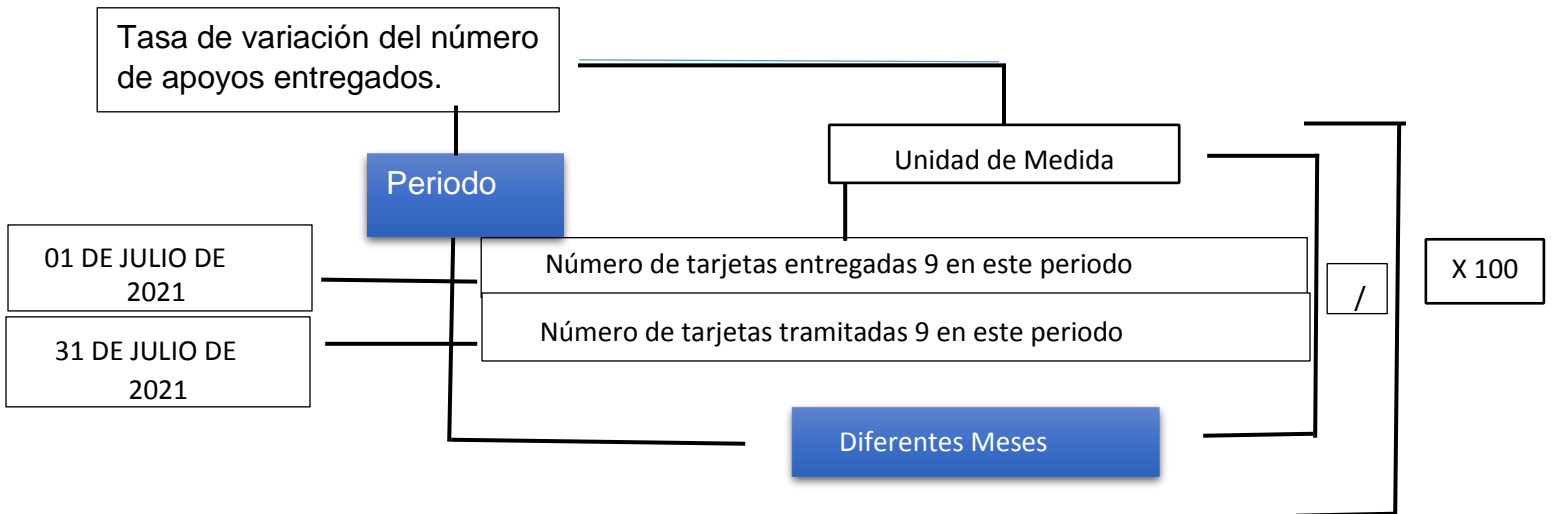 Tasa de variación del número
de apoyos entregados.
Unidad de Medida
Periodo
01 DE JULIO DE
2021
Número de tarjetas entregadas 9 en este periodo
/
X 100
Número de tarjetas tramitadas 9 en este periodo
31 DE JULIO DE
2021
Diferentes Meses